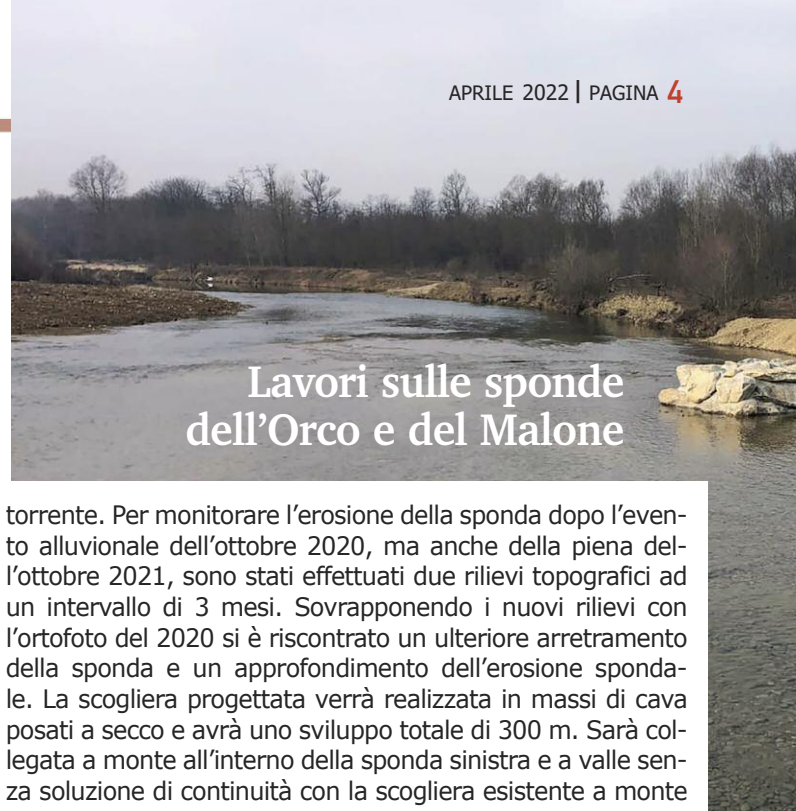 APRILE 2022 | PAGINA 4
Lavori sulle sponde
dell’Orco e del Malone
torrente. Per monitorare l’erosione della sponda dopo l’even-
to alluvionale dell’ottobre 2020, ma anche della piena del-
l’ottobre 2021, sono stati effettuati due rilievi topografici ad
un intervallo di 3 mesi. Sovrapponendo i nuovi rilievi con
l’ortofoto del 2020 si è riscontrato un ulteriore arretramento
della sponda e un approfondimento dell’erosione sponda-
le. La scogliera progettata verrà realizzata in massi di cava
posati a secco e avrà uno sviluppo totale di 300 m. Sarà col-
legata a monte all’interno della sponda sinistra e a valle sen-
za soluzione di continuità con la scogliera esistente a monte